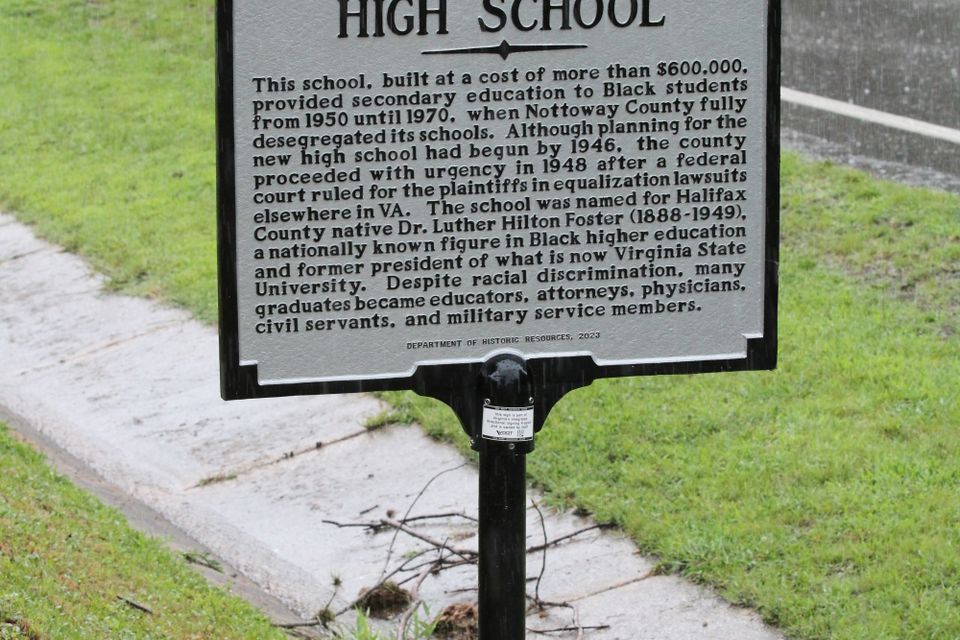 HIGH SCHOOL
This school, built at a cost of more than $600,000,
provided secondary education to Black students
from 1950 until 1970, when Nottoway County fully
desegregated its schools. Although planning for the
new high school had begun by 1946, the county
proceeded with urgency in 1948 after a federal
court ruled for the plaintiffs in equalization lawsuits
elsewhere in VA. The school was named for Halifax
County native Dr. Luther Hilton Foster (1888-1949),
a nationally known figure in Black higher education
and former president of what is now Virginia State
University. Despite racial discrimination, many
graduates became educators, attorneys, physicians,
civil servants, and military service members.
DEPARTMENT OF HISTORIC RESOURCES, 2023
VDOT